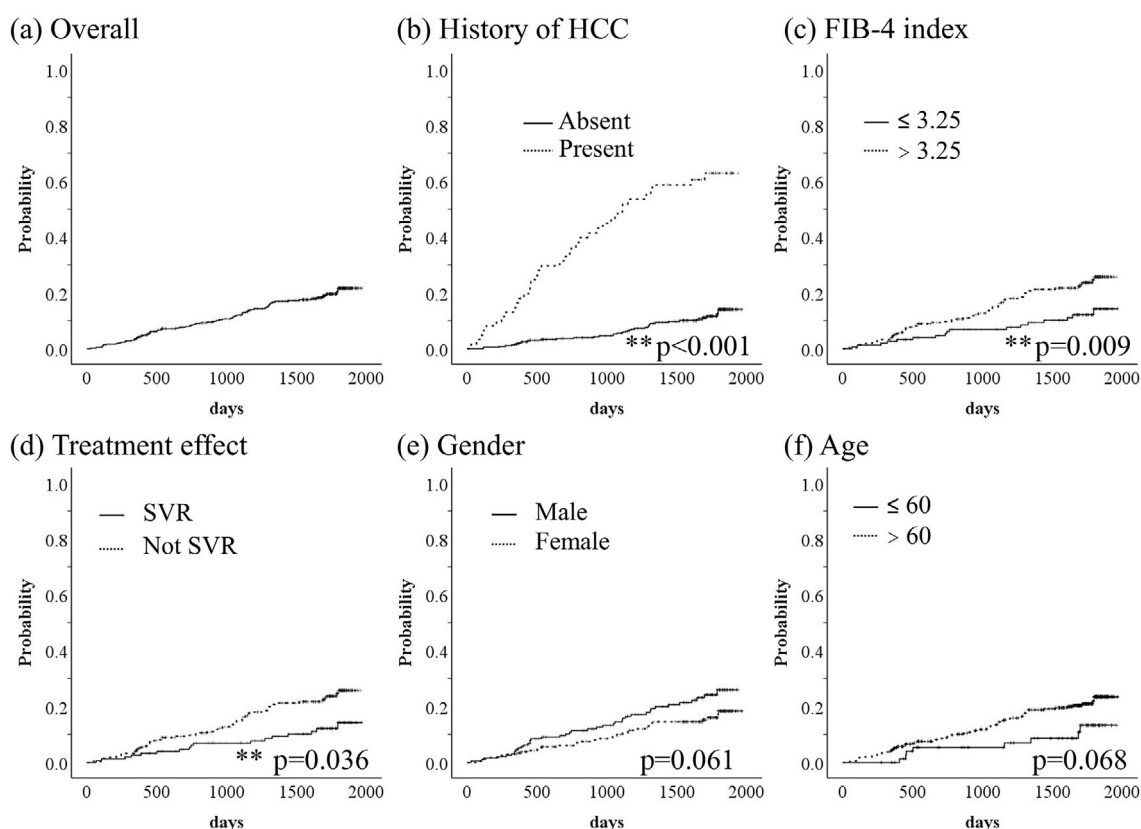 (a) Overall
1.0
0.8
0.6
0.4
0.2
0.0
Probability
0 500 1000 1500 2000
days
(b) History of HCC
1.0
0.8
0.6
0.4
0.2
0.0
Probability
Absent
Present
**p<0.001
0 500 1000 1500 2000
days
(c) FIB-4 index
1.0
0.8
0.6
0.4
0.2
0.0
Probability
≤ 3.25
> 3.25
**p=0.009
0 500 1000 1500 2000
days
(d) Treatment effect
1.0
0.8
0.6
0.4
0.2
0.0
Probability
SVR
Not SVR
** p=0.036
0 500 1000 1500 2000
days
(e) Gender
1.0
0.8
0.6
0.4
0.2
0.0
Probability
Male
Female
p=0.061
0 500 1000 1500 2000
days
(f) Age
1.0
0.8
0.6
0.4
0.2
0.0
Probability
≤ 60
> 60
p=0.068
0 500 1000 1500 2000
days